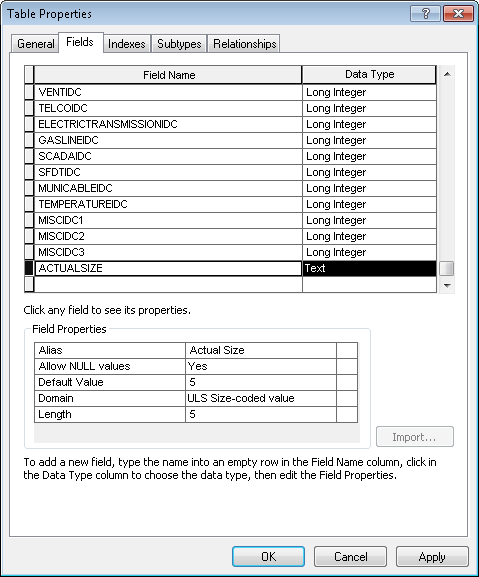 Table Properties
General Fields Indexes Subtypes Relationships
Field Name Data Type
VENTIDC Long Integer
TELCOIDC Long Integer
ELECTRICTRANSMISSIONIDC Long Integer
GASLINEIDC Long Integer
SCADAIDC Long Integer
SFDTIDC Long Integer
MUNICABLEIDC Long Integer
TEMPERATUREIDC Long Integer
MISCIDC1 Long Integer
MISCIDC2 Long Integer
MISCIDC3 Long Integer
ACTUALSIZE Text
Click any field to see its properties.
Field Properties
Alias Actual Size
Allow NULL values Yes
Default Value 5
Domain ULS Size-coded value
Length 5
Import...
To add a new field, type the name into an empty row in the Field Name column, click in
the Data Type column to choose the data type, then edit the Field Properties.
OK Cancel Apply